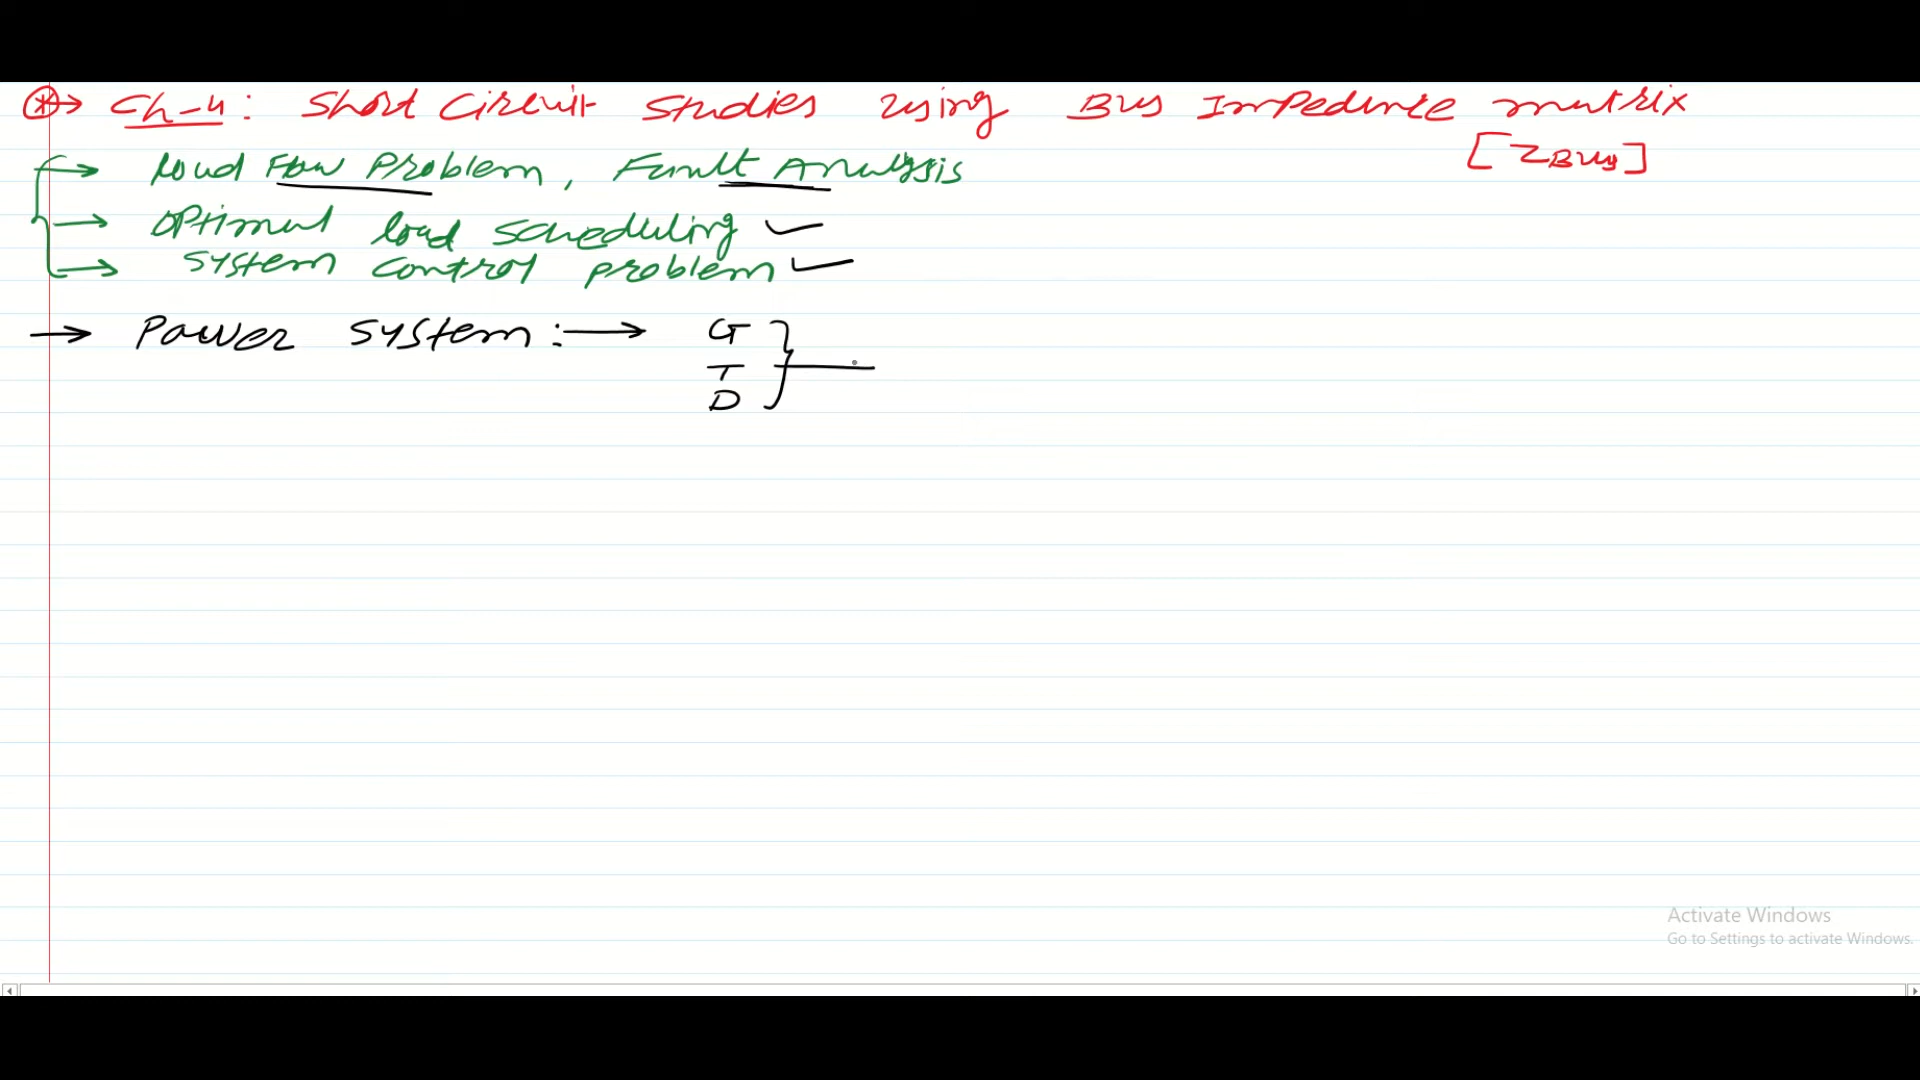 * → Ch-4: Short Circuit Studies using Bus Impedance matrix
[ZBus]
→ Load Flow Problem, Fault Analysis
→ optimal load scheduling ✓
→ system control problem ✓
→ Power system: → G
T
D
Activate Windows
Go to Settings to activate Windows.